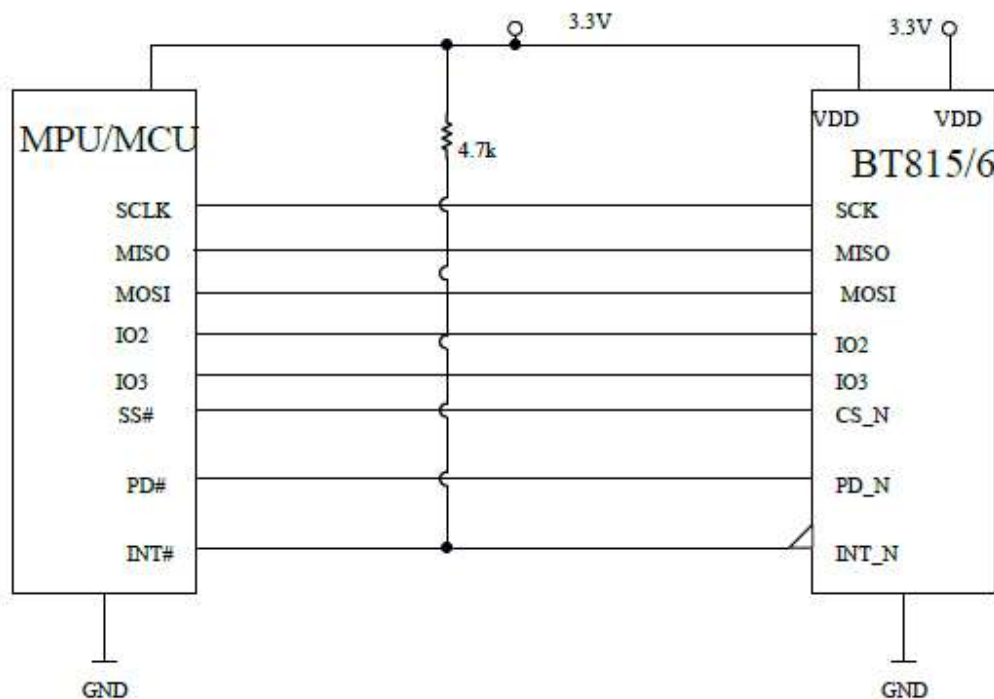 3.3V
3.3V
MPU/MCU
VDD
VDD
4.7k
BT815/6
SCLK
SCK
MISO
MISO
MOSI
MOSI
IO2
IO2
IO3
IO3
SS#
CS_N
PD#
PD_N
INT#
INT_N
GND
GND